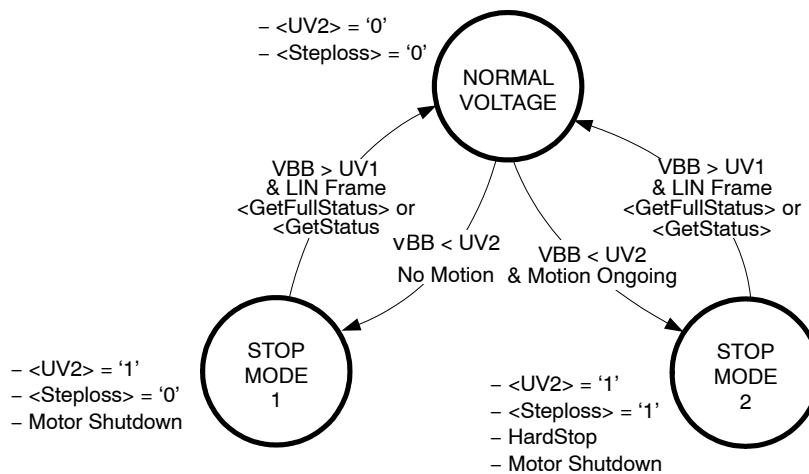 – <UV2> = ‘0’
– <Steploss> = ‘0’
NORMAL
VOLTAGE
VBB > UV1
& LIN Frame
<GetFullStatus> or
<GetStatus
vBB < UV2
No Motion
VBB < UV2
& Motion Ongoing
VBB > UV1
& LIN Frame
<GetFullStatus> or
<GetStatus>
STOP
MODE
1
– <UV2> = ‘1’
– <Steploss> = ‘0’
– Motor Shutdown
STOP
MODE
2
– <UV2> = ‘1’
– <Steploss> = ‘1’
– HardStop
– Motor Shutdown